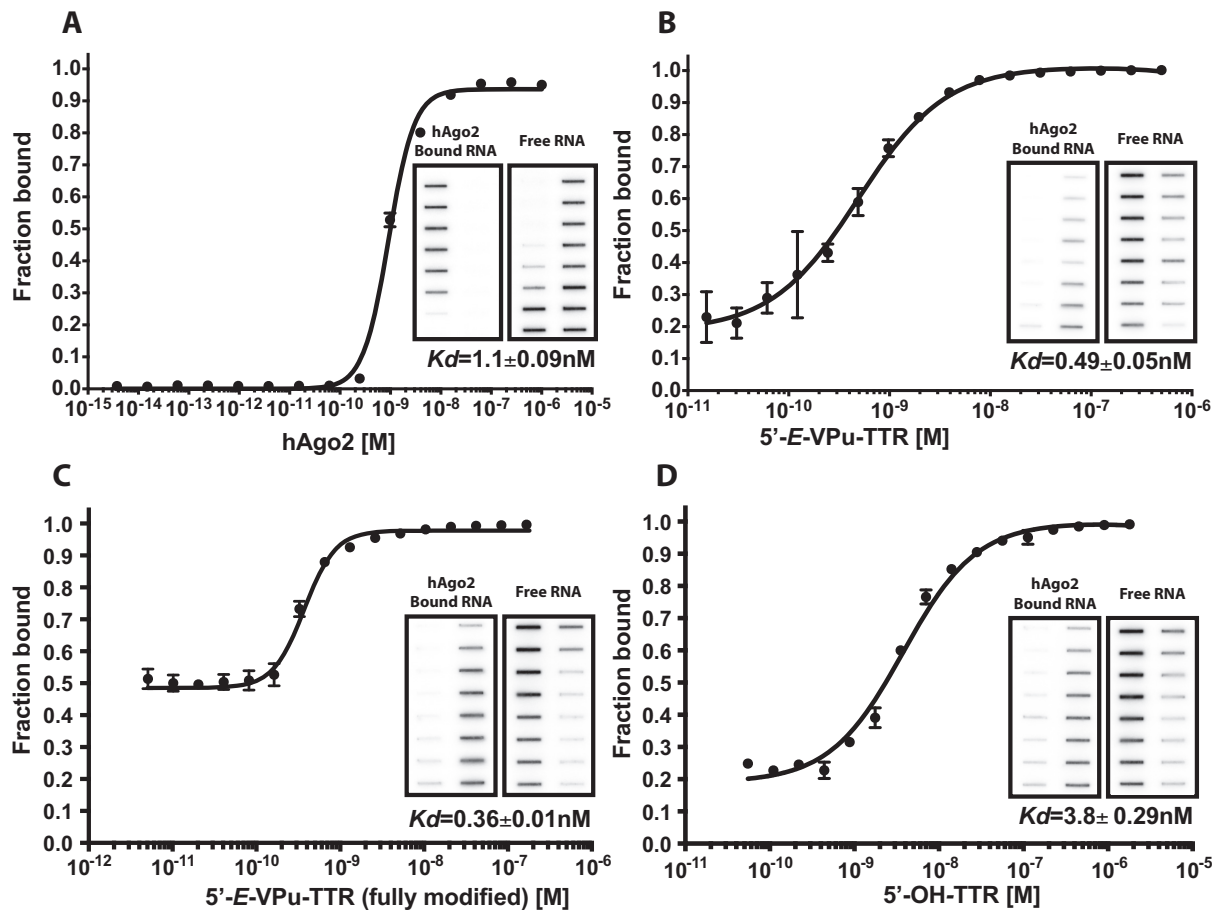 A
Fraction bound
1.0
0.9
0.8
0.7
0.6
0.5
0.4
0.3
0.2
0.1
0.0
hAgo2
Bound RNA
Free RNA
Kd=1.1±0.09nM
10-15 10-14 10-13 10-12 10-11 10-10 10-9 10-8 10-7 10-6 10-5
hAgo2 [M]
B
Fraction bound
1.0
0.9
0.8
0.7
0.6
0.5
0.4
0.3
0.2
0.1
0.0
hAgo2
Bound RNA
Free RNA
Kd=0.49±0.05nM
10-11 10-10 10-9 10-8 10-7 10-6
5'-E-VPu-TTR [M]
C
Fraction bound
1.0
0.9
0.8
0.7
0.6
0.5
0.4
0.3
0.2
0.1
0.0
hAgo2
Bound RNA
Free RNA
Kd=0.36±0.01nM
10-12 10-11 10-10 10-9 10-8 10-7 10-6
5'-E-VPu-TTR (fully modified) [M]
D
Fraction bound
1.0
0.9
0.8
0.7
0.6
0.5
0.4
0.3
0.2
0.1
0.0
hAgo2
Bound RNA
Free RNA
Kd=3.8± 0.29nM
10-11 10-10 10-9 10-8 10-7 10-6 10-5
5'-OH-TTR [M]